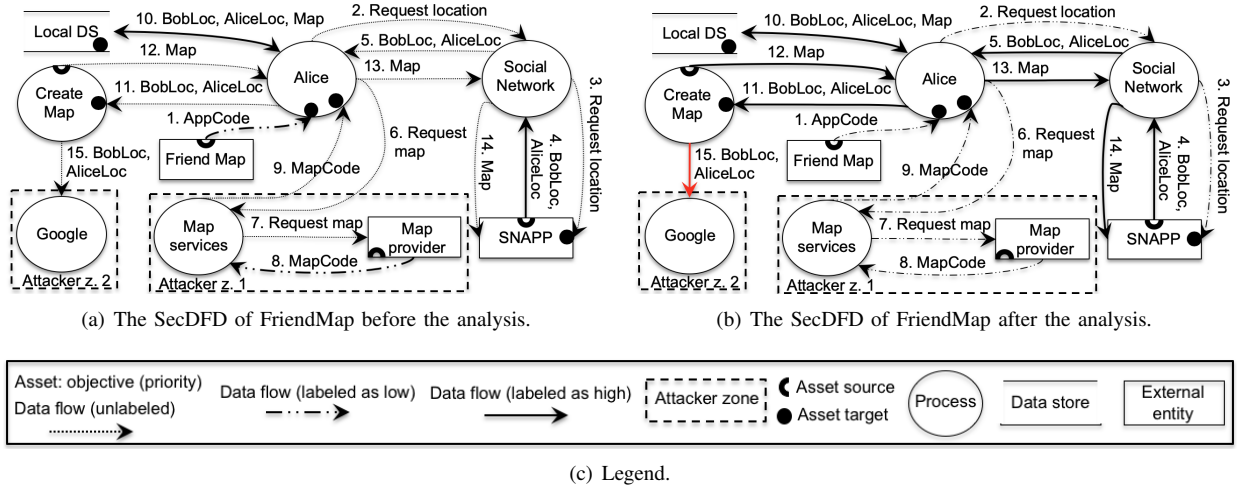 Local DS
10. BobLoc, AliceLoc, Map
2. Request location
5. BobLoc, AliceLoc
12. Map
Alice
13. Map
Social
Network
Create
Map
11. BobLoc, AliceLoc
3. Request location
1. AppCode
Friend Map
6. Request
map
15. BobLoc,
AliceLoc
9. MapCode
14. Map
4. BobLoc,
AliceLoc
Google
Attacker z. 2
Map
services
7. Request map
Map
provider
8. MapCode
Attacker z. 1
SNAPP
(a) The SecDFD of FriendMap before the analysis.
Local DS
10. BobLoc, AliceLoc, Map
2. Request location
5. BobLoc, AliceLoc
12. Map
Alice
13. Map
Social
Network
Create
Map
11. BobLoc, AliceLoc
3. Request location
1. AppCode
Friend Map
6. Request
map
15. BobLoc,
AliceLoc
9. MapCode
14. Map
4. BobLoc,
AliceLoc
Google
Attacker z. 2
Map
services
7. Request map
Map
provider
8. MapCode
Attacker z. 1
SNAPP
(b) The SecDFD of FriendMap after the analysis.
Asset: objective (priority)
Data flow (unlabeled)
Data flow (labeled as low)
Data flow (labeled as high)
Attacker zone
Asset source
Asset target
Process
Data store
External
entity
(c) Legend.